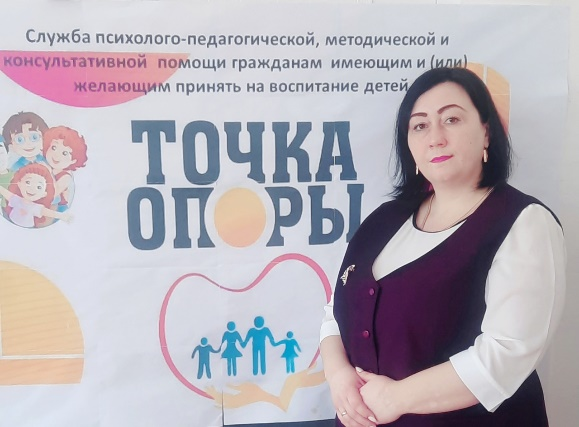 Служба психолого-педагогической, методической и
консультативной помощи гражданам имеющим и (или)
желающим принять на воспитание детей
ТОЧКА
ОПОРЫ